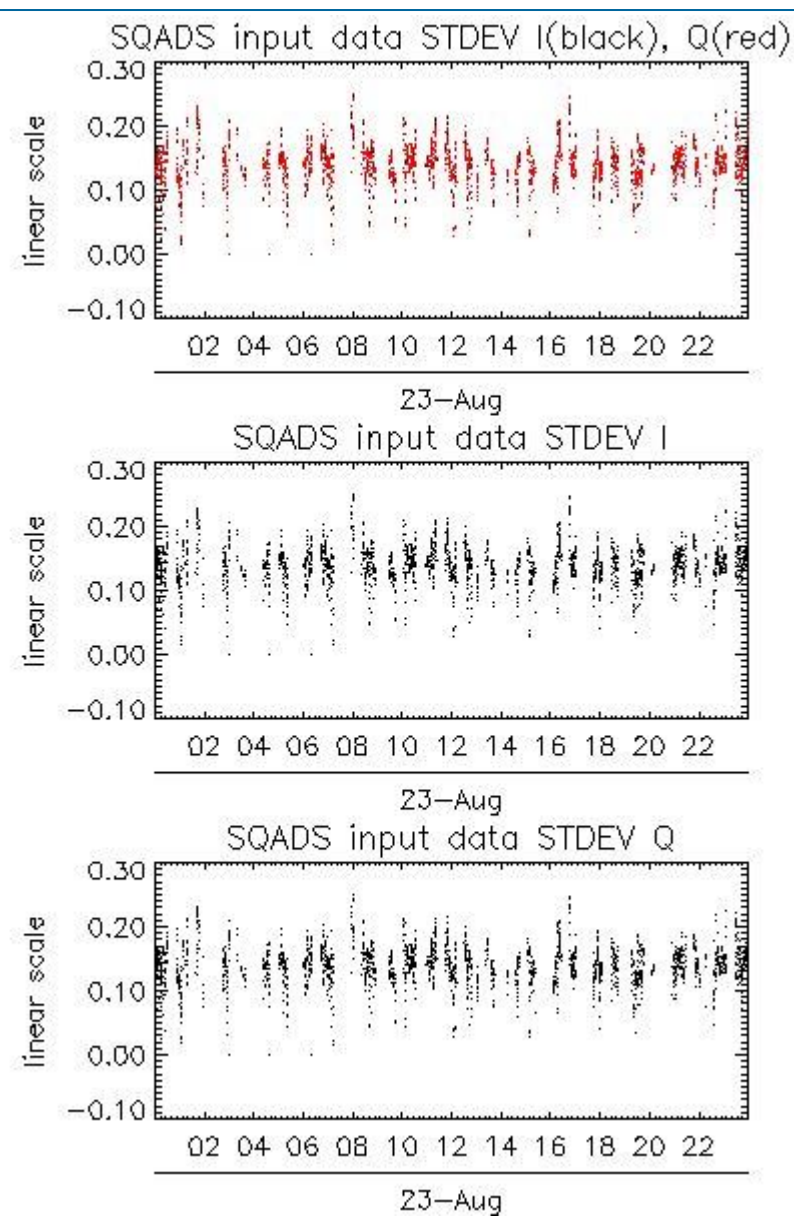 SQADS input data STDEV I(black), Q(red)
0.30
0.20
0.10
0.00
−0.10
linear scale
02 04 06 08 10 12 14 16 18 20 22
23−Aug
SQADS input data STDEV I
0.30
0.20
0.10
0.00
−0.10
linear scale
02 04 06 08 10 12 14 16 18 20 22
23−Aug
SQADS input data STDEV Q
0.30
0.20
0.10
0.00
−0.10
linear scale
02 04 06 08 10 12 14 16 18 20 22
23−Aug